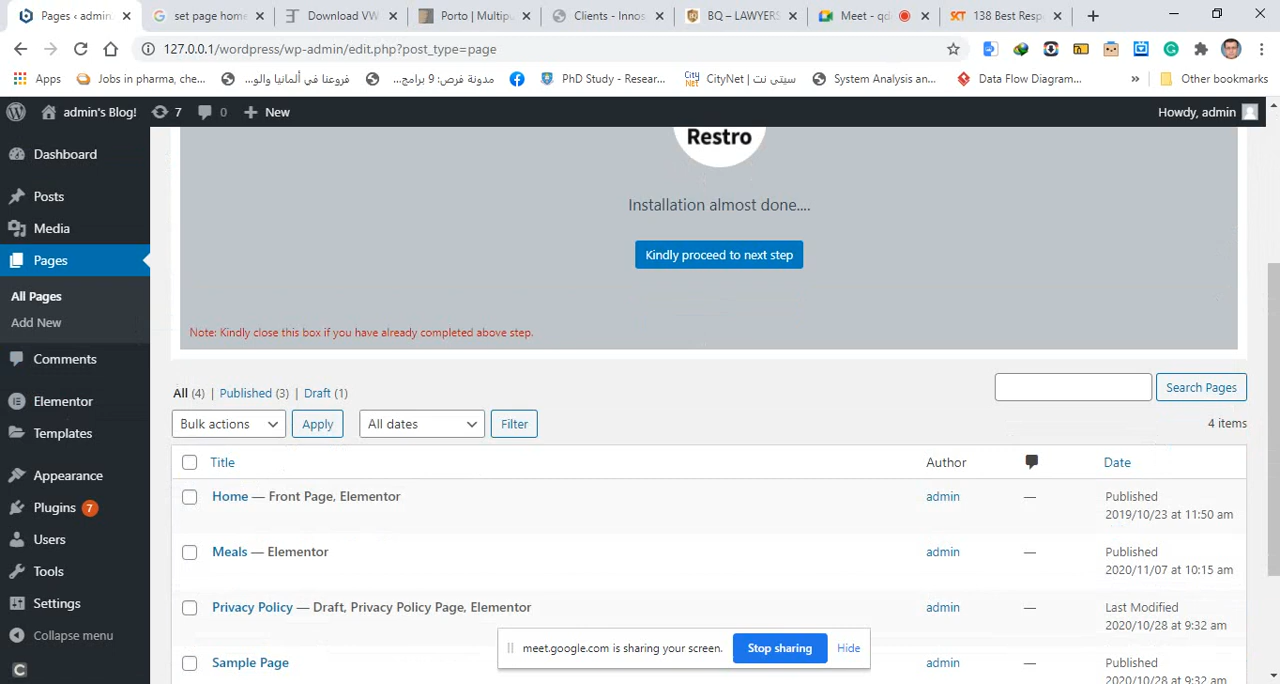 Pages ‹ admin
set page home
Download VW
Porto | Multipu
Clients - Innos
BQ – LAWYERS
Meet - qd
138 Best Resp
127.0.0.1/wordpress/wp-admin/edit.php?post_type=page
Apps
Jobs in pharma, che...
فروعنا في ألمانيا والو...
مدونة فرص: 9 برامج...
PhD Study - Resear...
سيتي نت | CityNet
System Analysis an...
Data Flow Diagram...
»
Other bookmarks
admin's Blog!
7
0
New
Howdy, admin
Dashboard
Posts
Media
Pages
All Pages
Add New
Comments
Elementor
Templates
Appearance
Plugins 7
Users
Tools
Settings
Collapse menu
Restro
Installation almost done....
Kindly proceed to next step
Note: Kindly close this box if you have already completed above step.
All (4) | Published (3) | Draft (1)
Search Pages
Bulk actions
Apply
All dates
Filter
4 items
Title
Author
Date
Home — Front Page, Elementor
admin
—
Published
2019/10/23 at 11:50 am
Meals — Elementor
admin
—
Published
2020/11/07 at 10:15 am
Privacy Policy — Draft, Privacy Policy Page, Elementor
admin
—
Last Modified
2020/10/28 at 9:32 am
Sample Page
admin
—
Published
2020/10/28 at 9:32 am
meet.google.com is sharing your screen.
Stop sharing
Hide